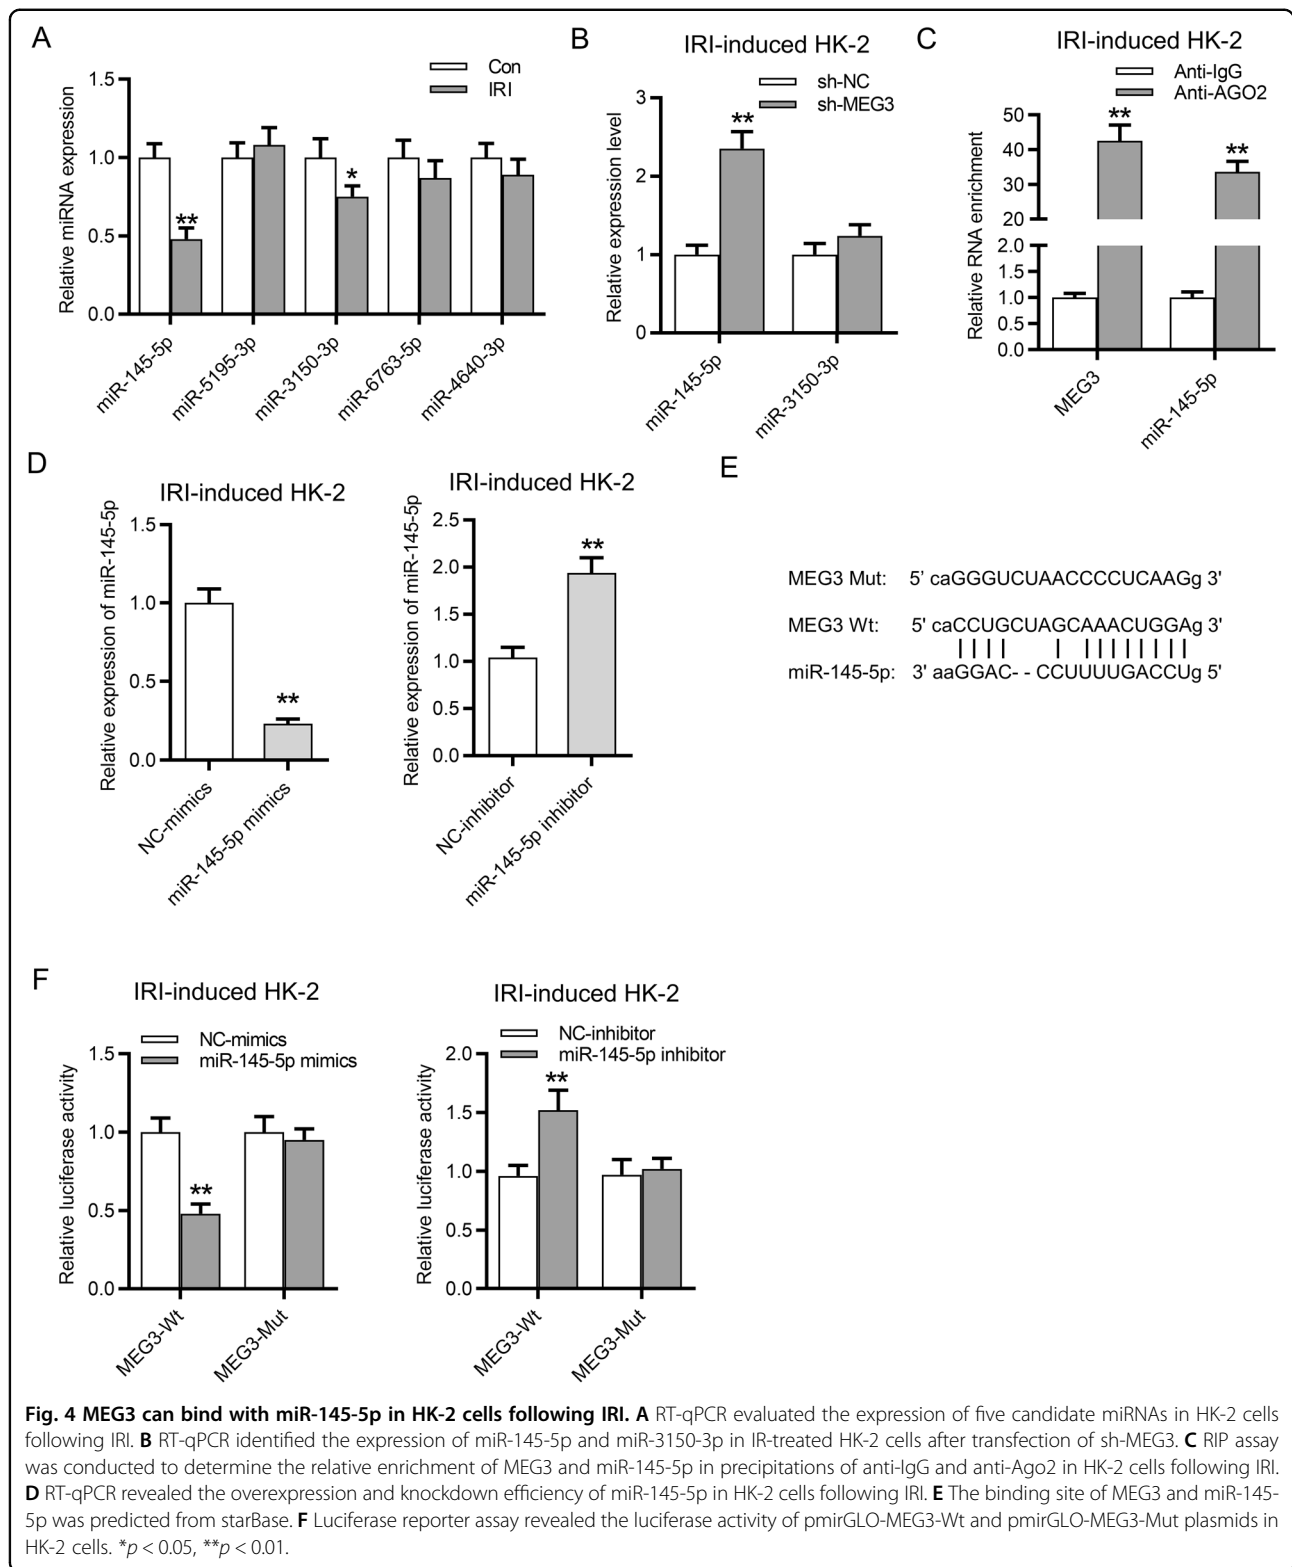 A
Con
IRI
Relative miRNA expression
1.5
1.0
0.5
0.0
**
*
miR-145-5p
miR-5195-3p
miR-3150-3p
miR-6763-5p
miR-4640-3p
B
IRI-induced HK-2
sh-NC
sh-MEG3
Relative expression level
3
2
1
0
**
miR-145-5p
miR-3150-3p
C
IRI-induced HK-2
Anti-IgG
Anti-AGO2
Relative RNA enrichment
50
40
30
20
2.0
1.0
0.5
0.0
**
**
MEG3
miR-145-5p
D
IRI-induced HK-2
Relative expression of miR-145-5p
1.5
1.0
0.5
0.0
**
NC-mimics
miR-145-5p mimics
IRI-induced HK-2
Relative expression of miR-145-5p
2.5
2.0
1.5
1.0
0.5
0.0
**
NC-inhibitor
miR-145-5p inhibitor
E
MEG3 Mut: 5' caGGGUCUAACCCCUCAAGg 3'
MEG3 Wt: 5' caCCUGCUAGCAAACUGGAg 3'
miR-145-5p: 3' aaGGAC- - CCUUUUGACCUg 5'
F
IRI-induced HK-2
NC-mimics
miR-145-5p mimics
Relative luciferase activity
1.5
1.0
0.5
0.0
**
MEG3-Wt
MEG3-Mut
IRI-induced HK-2
NC-inhibitor
miR-145-5p inhibitor
Relative luciferase activity
2.0
1.5
1.0
0.5
0.0
**
MEG3-Wt
MEG3-Mut
Fig. 4 MEG3 can bind with miR-145-5p in HK-2 cells following IRI. A RT-qPCR evaluated the expression of five candidate miRNAs in HK-2 cells
following IRI. B RT-qPCR identified the expression of miR-145-5p and miR-3150-3p in IR-treated HK-2 cells after transfection of sh-MEG3. C RIP assay
was conducted to determine the relative enrichment of MEG3 and miR-145-5p in precipitations of anti-IgG and anti-Ago2 in HK-2 cells following IRI.
D RT-qPCR revealed the overexpression and knockdown efficiency of miR-145-5p in HK-2 cells following IRI. E The binding site of MEG3 and miR-145-
5p was predicted from starBase. F Luciferase reporter assay revealed the luciferase activity of pmirGLO-MEG3-Wt and pmirGLO-MEG3-Mut plasmids in
HK-2 cells. *p < 0.05, **p < 0.01.